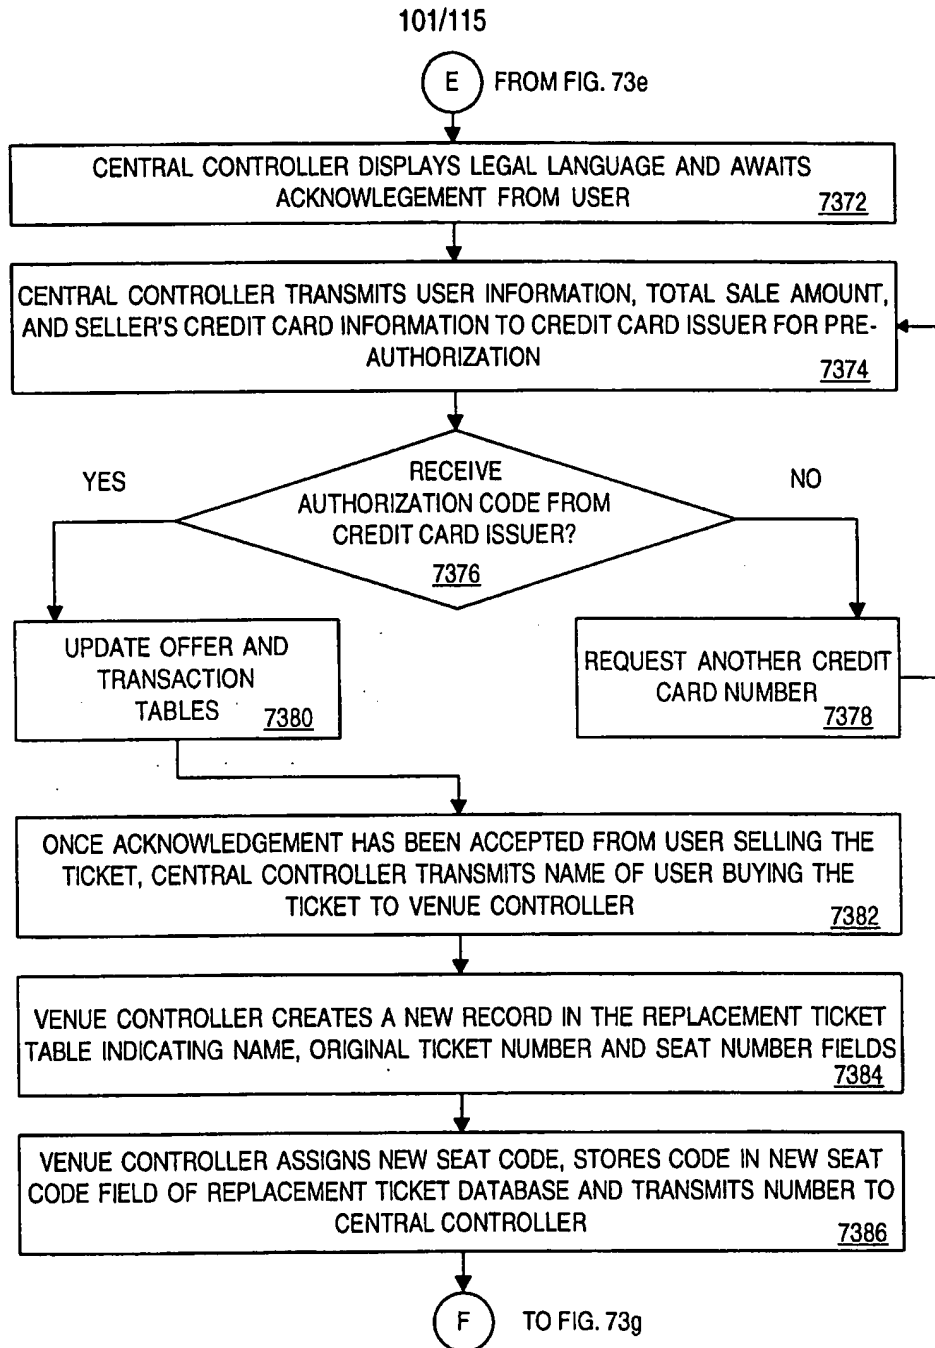 101/115
E FROM FIG. 73e
CENTRAL CONTROLLER DISPLAYS LEGAL LANGUAGE AND AWAITS
ACKNOWLEGEMENT FROM USER 7372
CENTRAL CONTROLLER TRANSMITS USER INFORMATION, TOTAL SALE AMOUNT,
AND SELLER'S CREDIT CARD INFORMATION TO CREDIT CARD ISSUER FOR PRE-
AUTHORIZATION 7374
YES
RECEIVE
AUTHORIZATION CODE FROM
CREDIT CARD ISSUER?
7376
NO
UPDATE OFFER AND
TRANSACTION
TABLES 7380
REQUEST ANOTHER CREDIT
CARD NUMBER
7378
ONCE ACKNOWLEDGEMENT HAS BEEN ACCEPTED FROM USER SELLING THE
TICKET, CENTRAL CONTROLLER TRANSMITS NAME OF USER BUYING THE
TICKET TO VENUE CONTROLLER 7382
VENUE CONTROLLER CREATES A NEW RECORD IN THE REPLACEMENT TICKET
TABLE INDICATING NAME, ORIGINAL TICKET NUMBER AND SEAT NUMBER FIELDS
7384
VENUE CONTROLLER ASSIGNS NEW SEAT CODE, STORES CODE IN NEW SEAT
CODE FIELD OF REPLACEMENT TICKET DATABASE AND TRANSMITS NUMBER TO
CENTRAL CONTROLLER 7386
F TO FIG. 73g